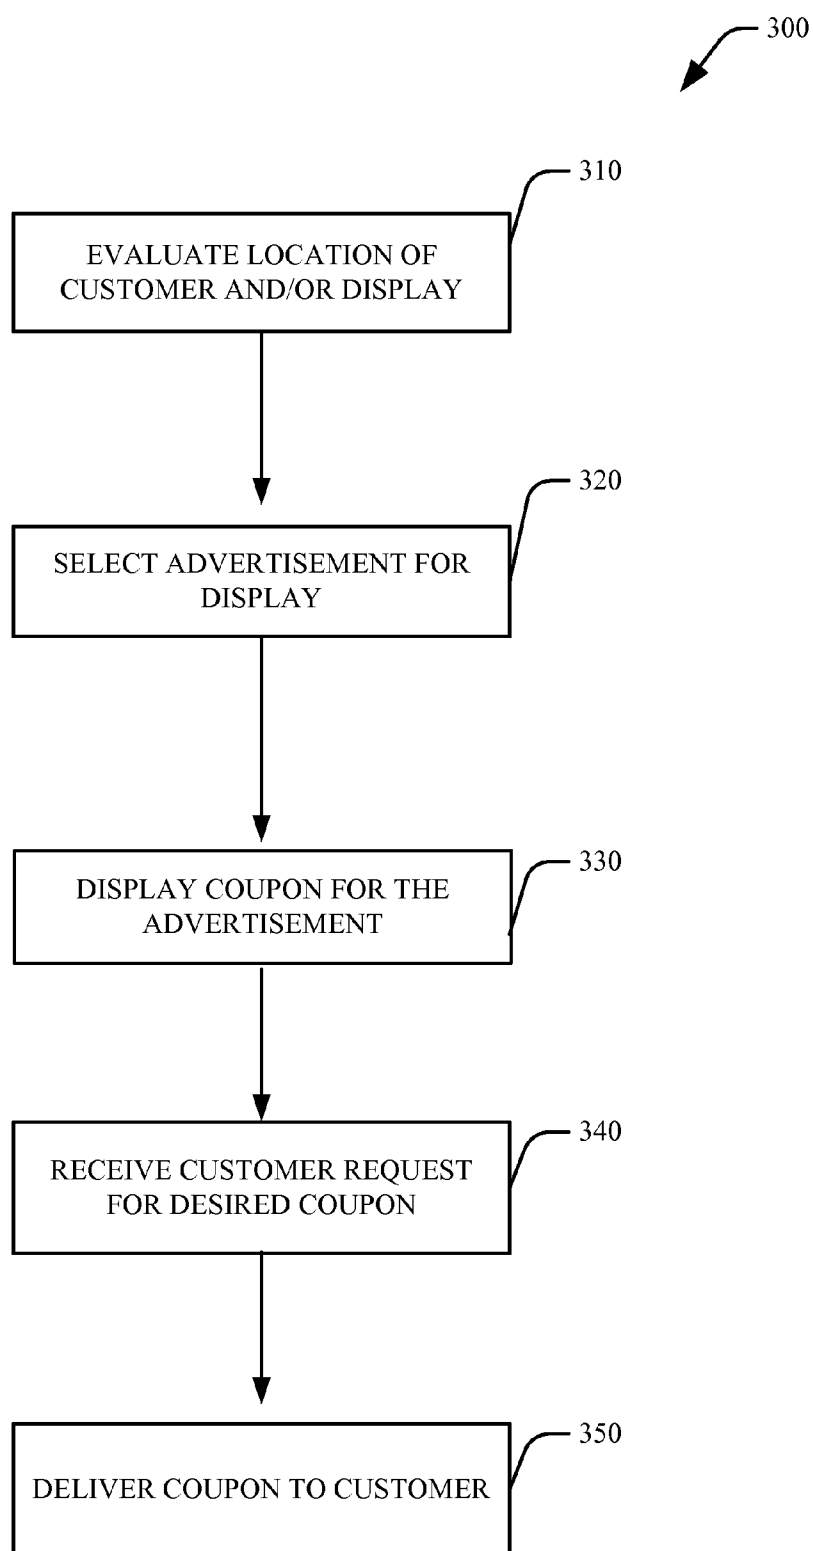 300
310
EVALUATE LOCATION OF
CUSTOMER AND/OR DISPLAY
320
SELECT ADVERTISEMENT FOR
DISPLAY
330
DISPLAY COUPON FOR THE
ADVERTISEMENT
340
RECEIVE CUSTOMER REQUEST
FOR DESIRED COUPON
350
DELIVER COUPON TO CUSTOMER